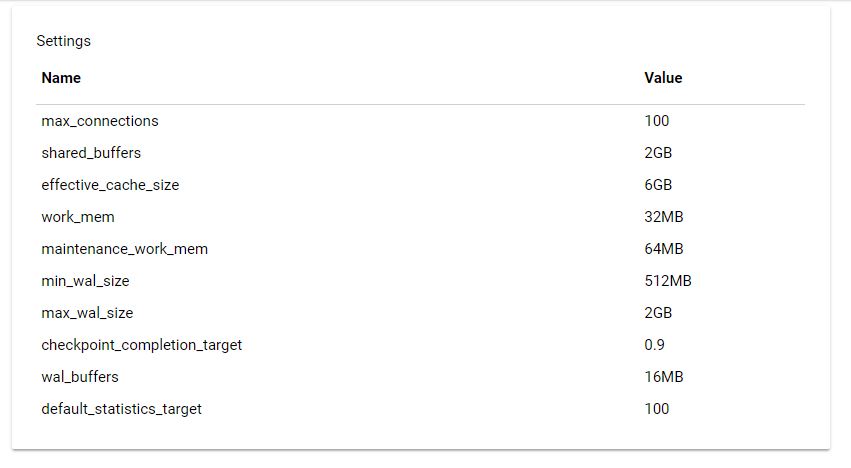 Settings
Name Value
max_connections 100
shared_buffers 2GB
effective_cache_size 6GB
work_mem 32MB
maintenance_work_mem 64MB
min_wal_size 512MB
max_wal_size 2GB
checkpoint_completion_target 0.9
wal_buffers 16MB
default_statistics_target 100